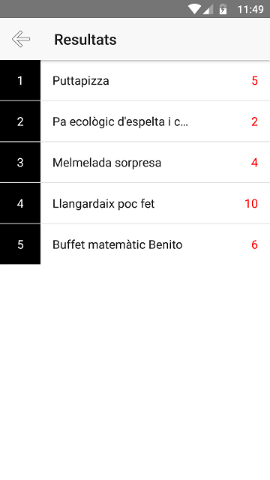 11:49
Resultats
1 Puttapizza 5
2 Pa ecològic d'espelta i c... 2
3 Melmelada sorpresa 4
4 Llangardaix poc fet 10
5 Buffet matemàtic Benito 6